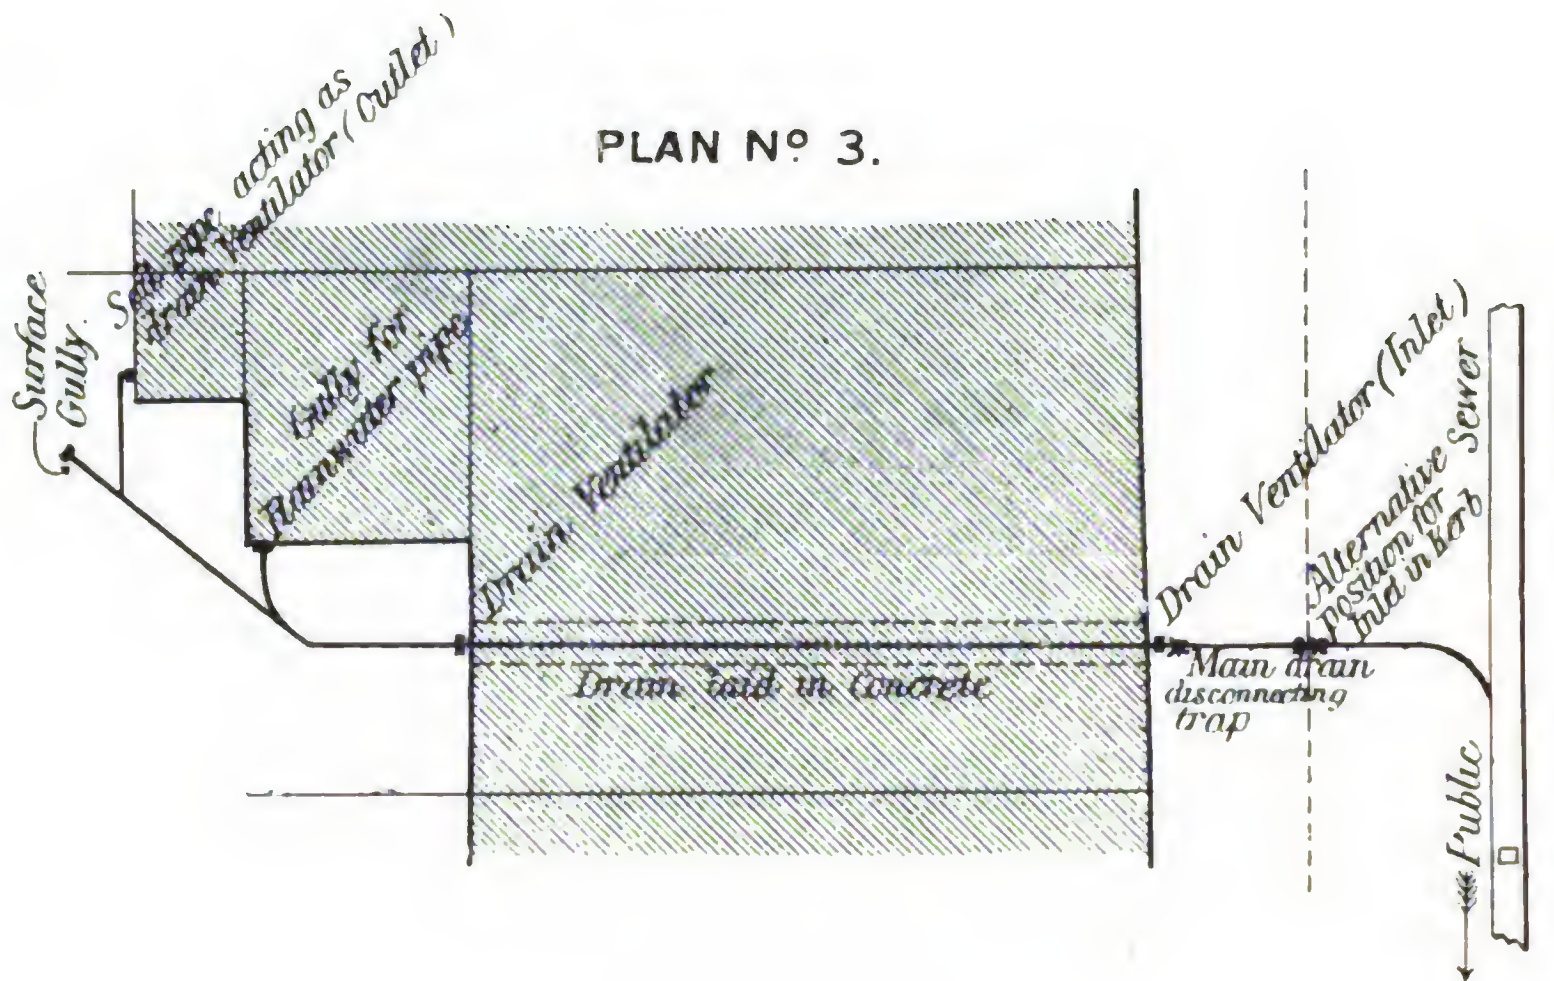 PLAN Nº 3.
Soil pipe, acting as
drain Ventilator (Outlet)
Surface
Gully.
Gully for
Rainwater pipe
Drain Ventilator
Drain laid in Concrete
Drain Ventilator (Inlet)
Main drain
disconnecting
trap
Alternative
position for
Inlet in Kerb
Public Sewer